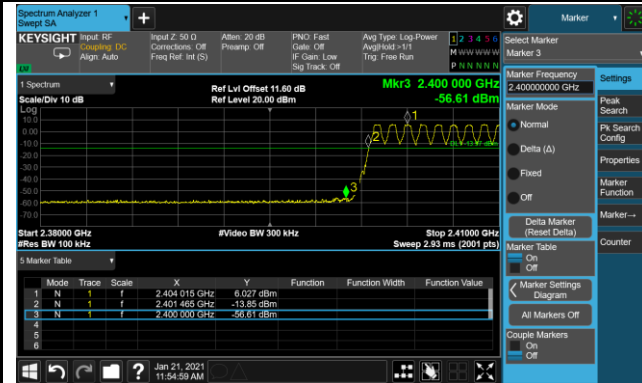 Spectrum Analyzer 1
Swept SA
+
Marker
KEYSIGHT
Input: RF
Coupling: DC
Align: Auto
Input Z: 50 Ω
Corrections: Off
Freq Ref: Int (S)
Atten: 20 dB
Preamp: Off
PNO: Fast
Gate: Off
IF Gain: Low
Sig Track: Off
Avg Type: Log-Power
Avg|Hold:>1/1
Trig: Free Run
1 2 3 4 5 6
M W W W W W
P N N N N N
Select Marker
Marker 3
1 Spectrum
Scale/Div 10 dB
Log
Ref Lvl Offset 11.60 dB
Ref Level 20.00 dBm
Mkr3 2.400 000 GHz
-56.61 dBm
10.0
0.00
-10.0
-20.0
-30.0
-40.0
-50.0
-60.0
-70.0
1
2
3
Start 2.38000 GHz
#Res BW 100 kHz
#Video BW 300 kHz
Stop 2.41000 GHz
Sweep 2.93 ms (2001 pts)
5 Marker Table
Mode Trace Scale X Y Function Function Width Function Value
1 N 1 f 2.404 015 GHz 6.027 dBm
2 N 1 f 2.401 465 GHz -13.85 dBm
3 N 1 f 2.400 000 GHz -56.61 dBm
4
5
6
Jan 21, 2021
11:54:59 AM
Marker Frequency
2.400000000 GHz
Marker Mode
Normal
Delta (Δ)
Fixed
Off
Delta Marker
(Reset Delta)
Marker Table
On
Off
Marker Settings
Diagram
All Markers Off
Couple Markers
On
Off
Settings
Peak
Search
Pk Search
Config
Properties
Marker
Function
Marker→
Counter